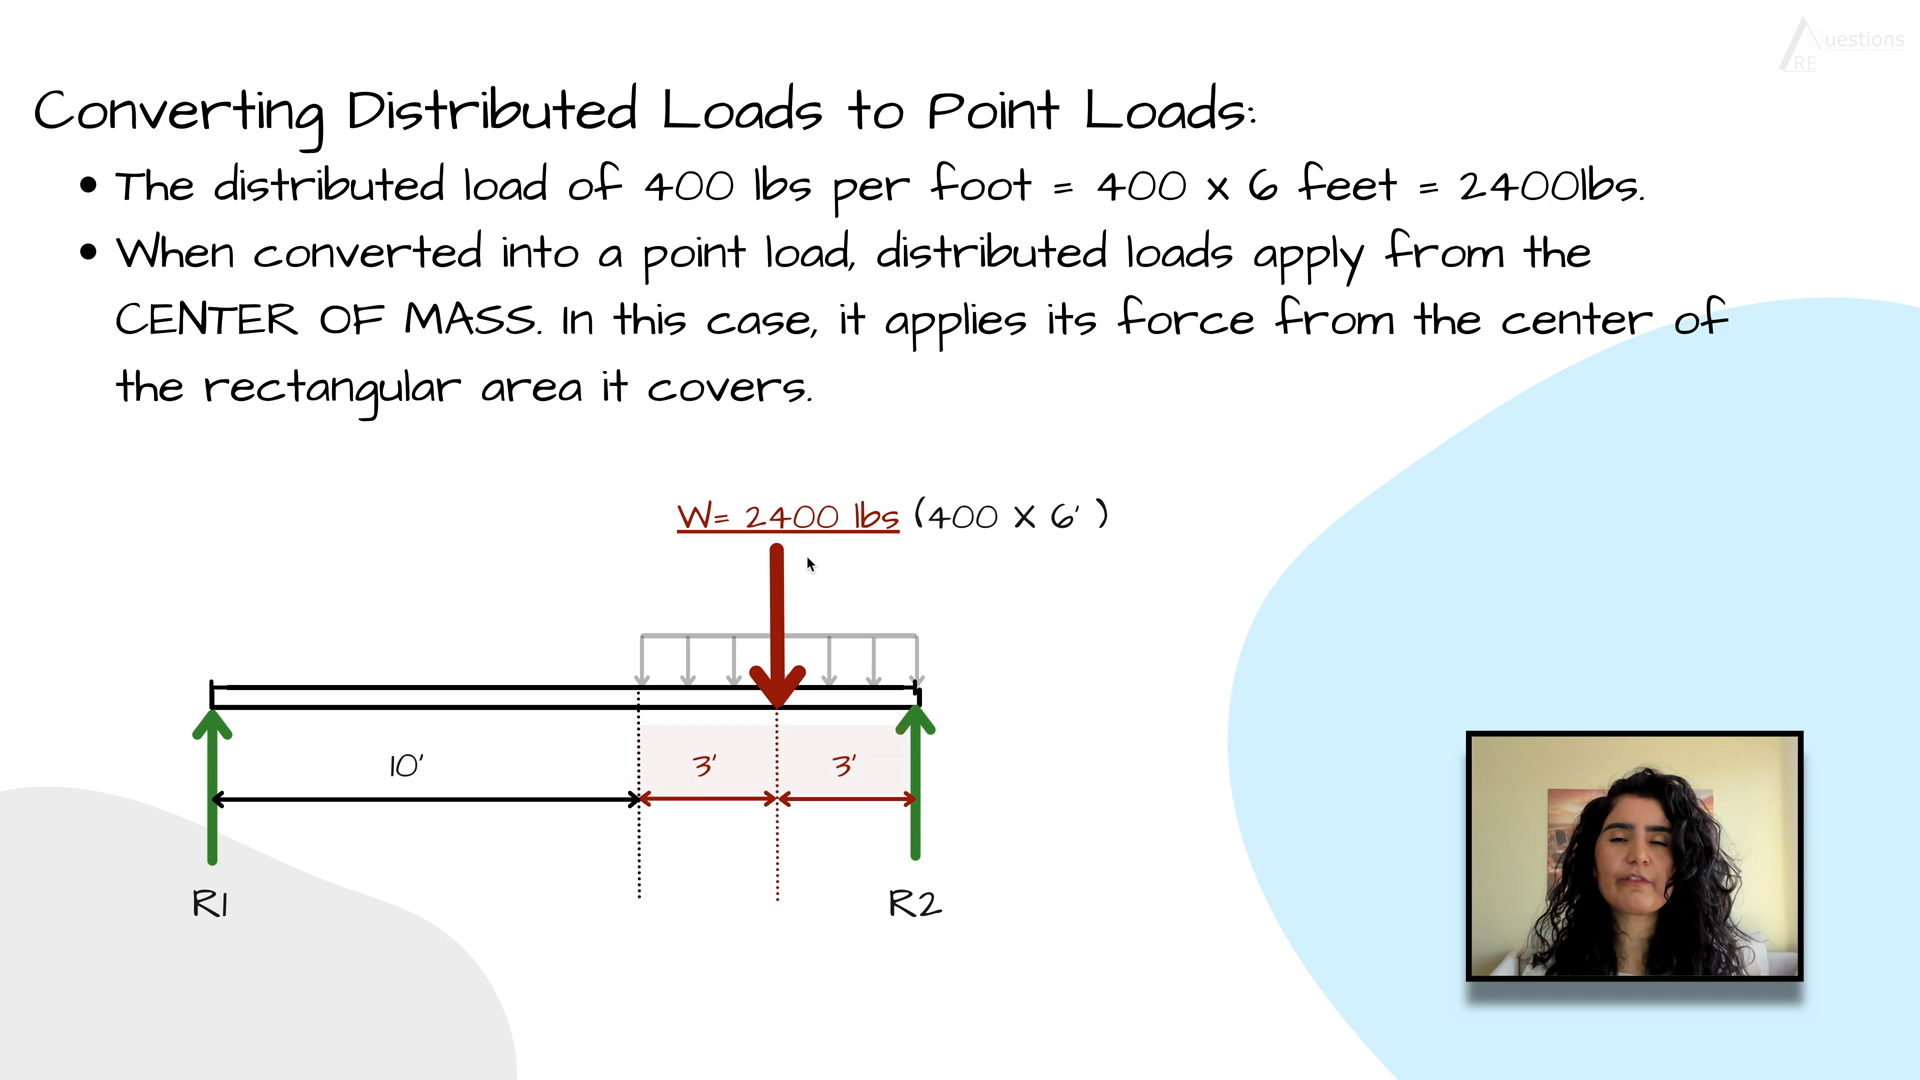 uestions
RE
Converting Distributed Loads to Point Loads:
• The distributed load of 400 lbs per foot = 400 x 6 feet = 2400lbs.
• When converted into a point load, distributed loads apply from the
CENTER OF MASS. In this case, it applies its force from the center of
the rectangular area it covers.
W= 2400 lbs (400 X 6' )
10' 3' 3'
R1 R2